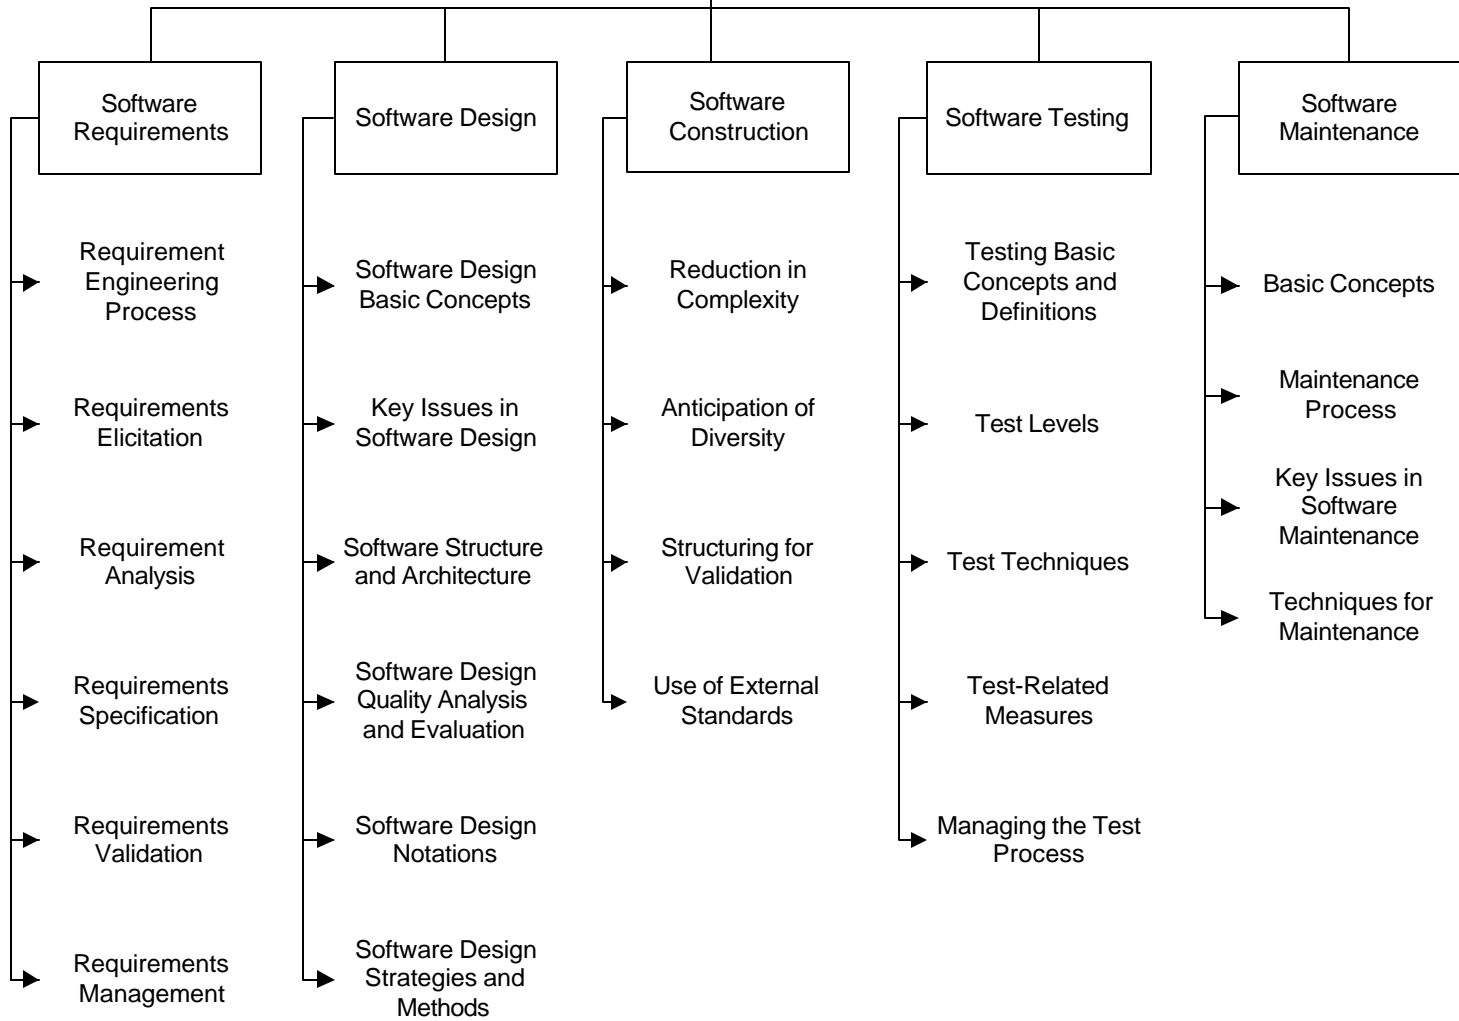 Software
Requirements
Software Design
Software
Construction
Software Testing
Software
Maintenance
Requirement
Engineering
Process
Requirements
Elicitation
Requirement
Analysis
Requirements
Specification
Requirements
Validation
Requirements
Management
Software Design
Basic Concepts
Key Issues in
Software Design
Software Structure
and Architecture
Software Design
Quality Analysis
and Evaluation
Software Design
Notations
Software Design
Strategies and
Methods
Reduction in
Complexity
Anticipation of
Diversity
Structuring for
Validation
Use of External
Standards
Testing Basic
Concepts and
Definitions
Test Levels
Test Techniques
Test-Related
Measures
Managing the Test
Process
Basic Concepts
Maintenance
Process
Key Issues in
Software
Maintenance
Techniques for
Maintenance